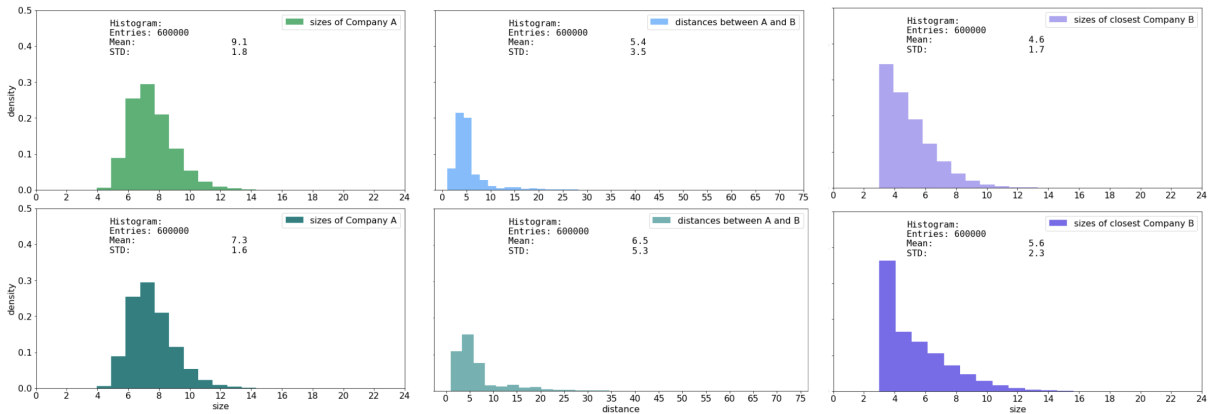 sizes of Company A
Histogram:
Entries: 600000
Mean: 9.1
STD: 1.8
density
0.5
0.4
0.3
0.2
0.1
0.0
0 2 4 6 8 10 12 14 16 18 20 22 24
distances between A and B
Histogram:
Entries: 600000
Mean: 5.4
STD: 3.5
0 5 10 15 20 25 30 35 40 45 50 55 60 65 70 75
sizes of closest Company B
Histogram:
Entries: 600000
Mean: 4.6
STD: 1.7
0 2 4 6 8 10 12 14 16 18 20 22 24
sizes of Company A
Histogram:
Entries: 600000
Mean: 7.3
STD: 1.6
density
0.5
0.4
0.3
0.2
0.1
0.0
0 2 4 6 8 10 12 14 16 18 20 22 24
size
distances between A and B
Histogram:
Entries: 600000
Mean: 6.5
STD: 5.3
0 5 10 15 20 25 30 35 40 45 50 55 60 65 70 75
distance
sizes of closest Company B
Histogram:
Entries: 600000
Mean: 5.6
STD: 2.3
0 2 4 6 8 10 12 14 16 18 20 22 24
size